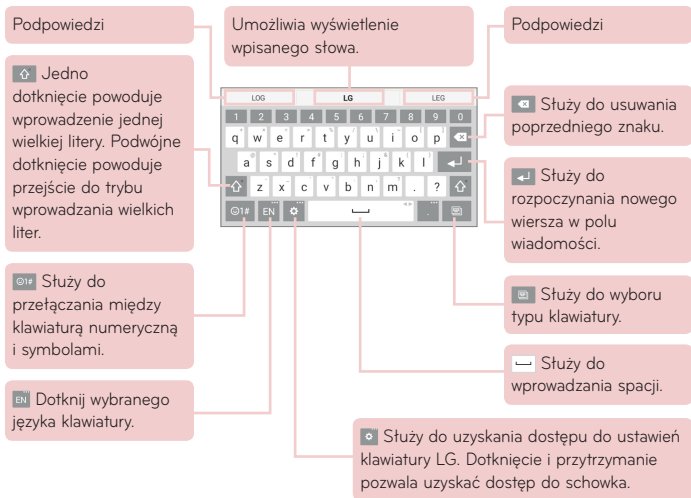 Podpowiedzi
Umożliwia wyświetlenie
wpisanego słowa.
Podpowiedzi
Jedno
dotknięcie powoduje
wprowadzenie jednej
wielkiej litery. Podwójne
dotknięcie powoduje
przejście do trybu
wprowadzania wielkich
liter.
LOG LG LEG
1 2 3 4 5 6 7 8 9 0
q w e r t y u i o p
a s d f g h j k l
z x c v b n m . ?
☺1# EN .
Służy do usuwania
poprzedniego znaku.
Służy do
rozpoczynania nowego
wiersza w polu
wiadomości.
☺1# Służy do
przełączania między
klawiaturą numeryczną
i symbolami.
Służy do wyboru
typu klawiatury.
Służy do
wprowadzania spacji.
EN Dotknij wybranego
języka klawiatury.
Służy do uzyskania dostępu do ustawień
klawiatury LG. Dotknięcie i przytrzymanie
pozwala uzyskać dostęp do schowka.